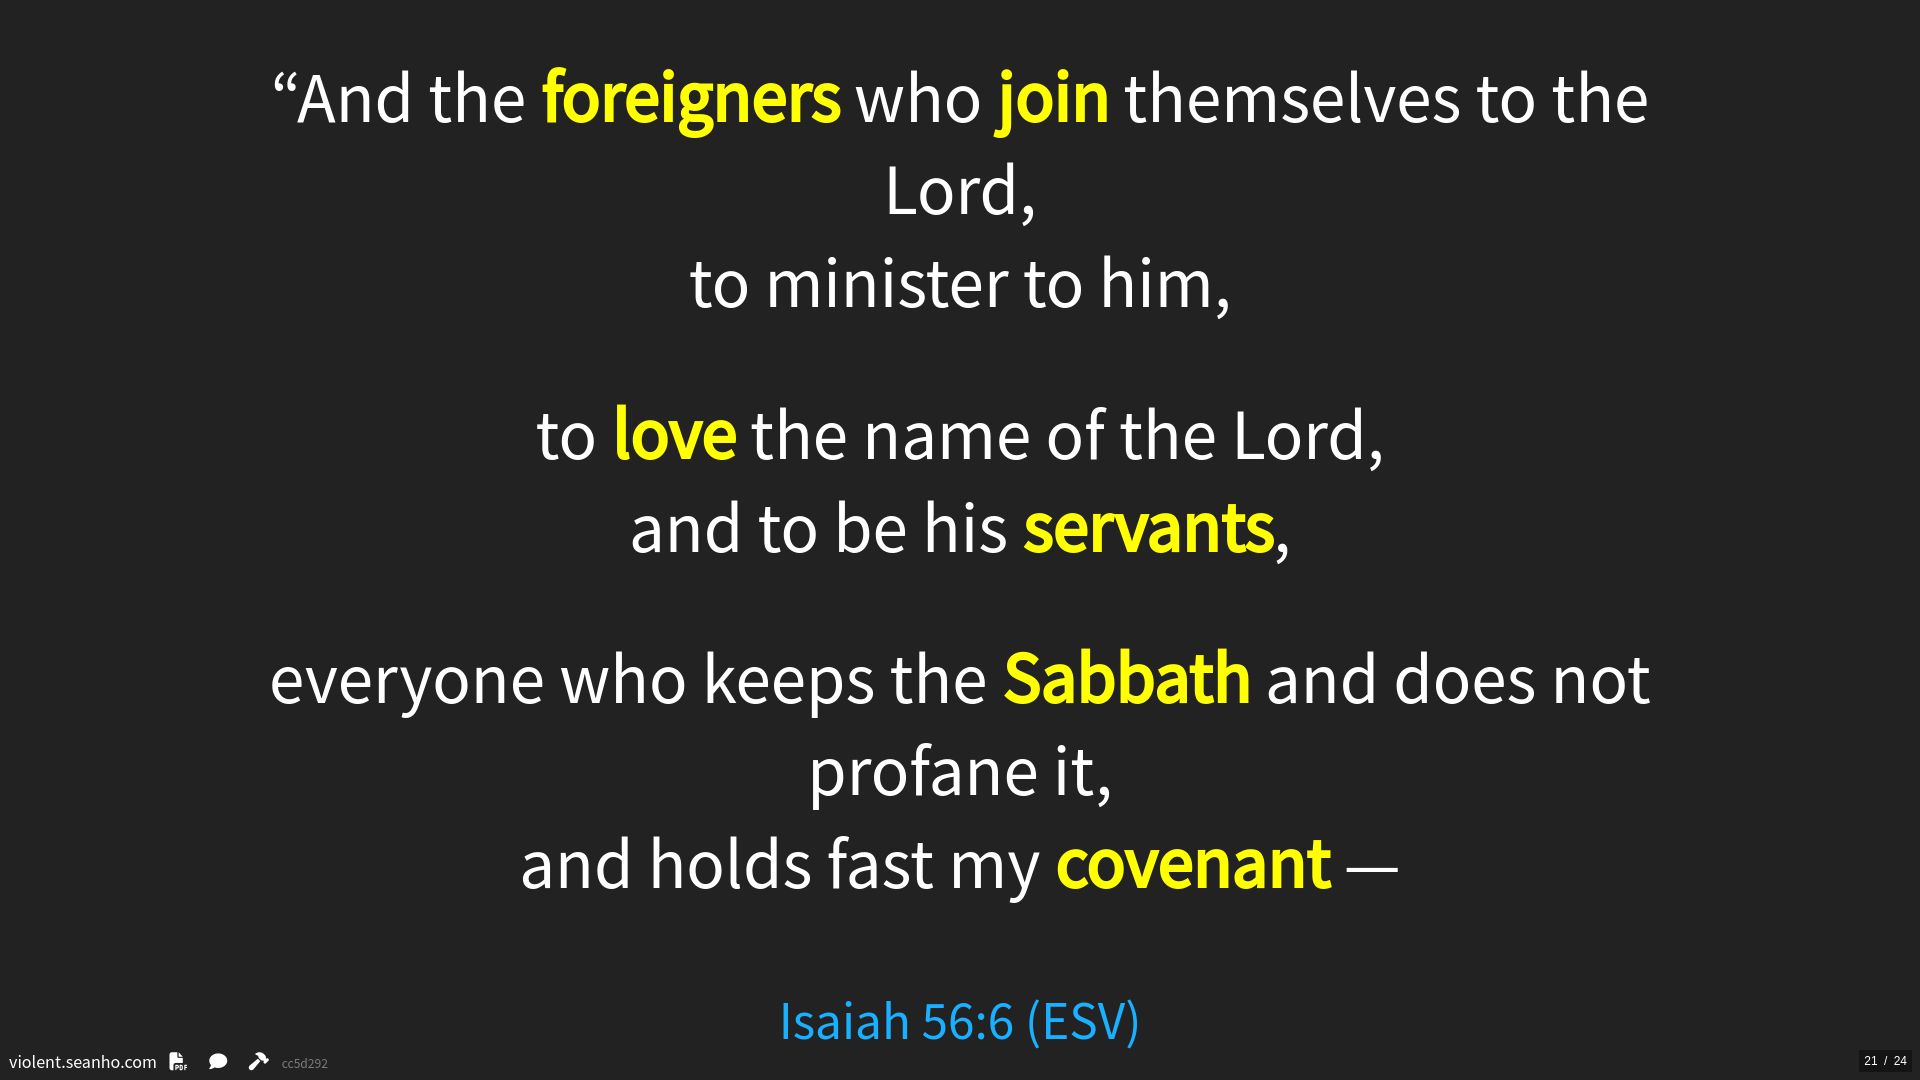 “And the foreigners who join themselves to the
Lord,
to minister to him,
to love the name of the Lord,
and to be his servants,
everyone who keeps the Sabbath and does not
profane it,
and holds fast my covenant —
Isaiah 56:6 (ESV)
violent.seanho.com PDF cc5d292
21 / 24